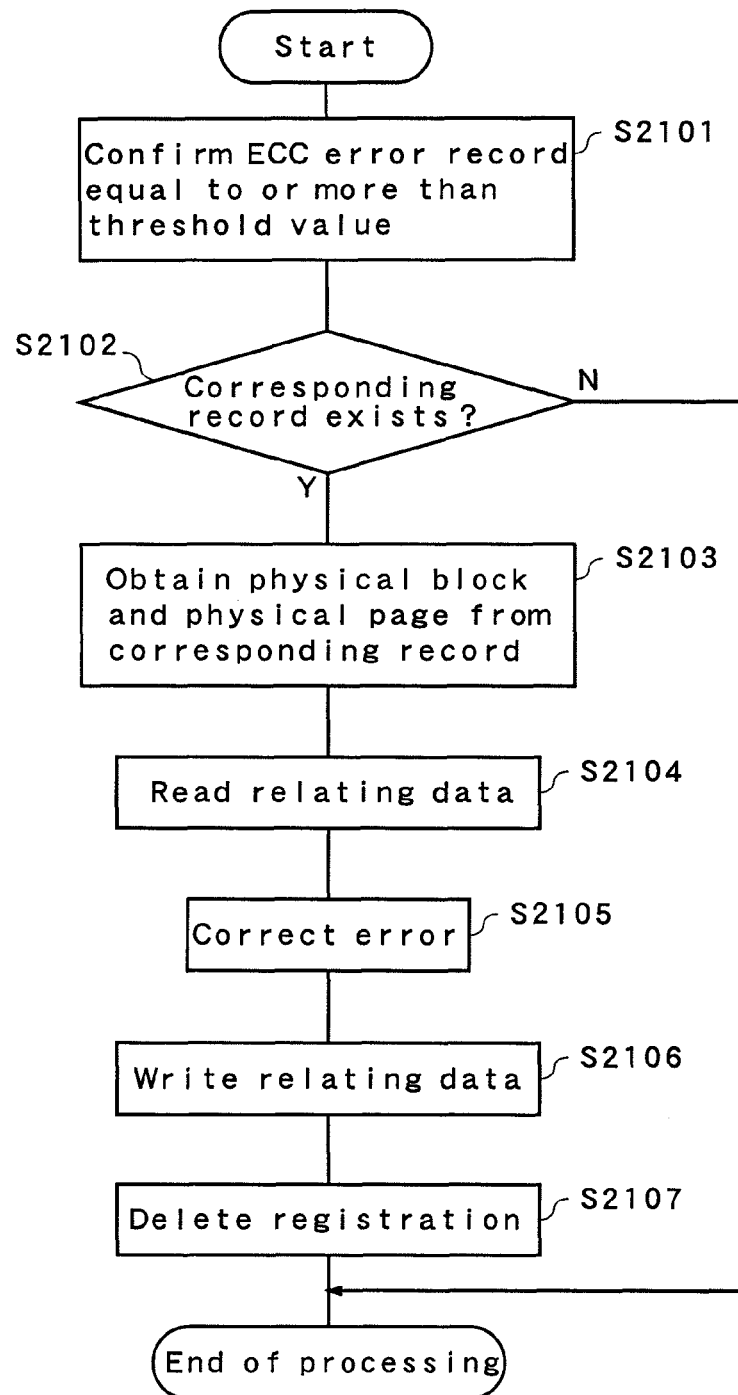 Start
S2101
Confirm ECC error record
equal to or more than
threshold value
S2102
Corresponding
record exists?
N
Y
S2103
Obtain physical block
and physical page from
corresponding record
S2104
Read relating data
S2105
Correct error
S2106
Write relating data
S2107
Delete registration
End of processing